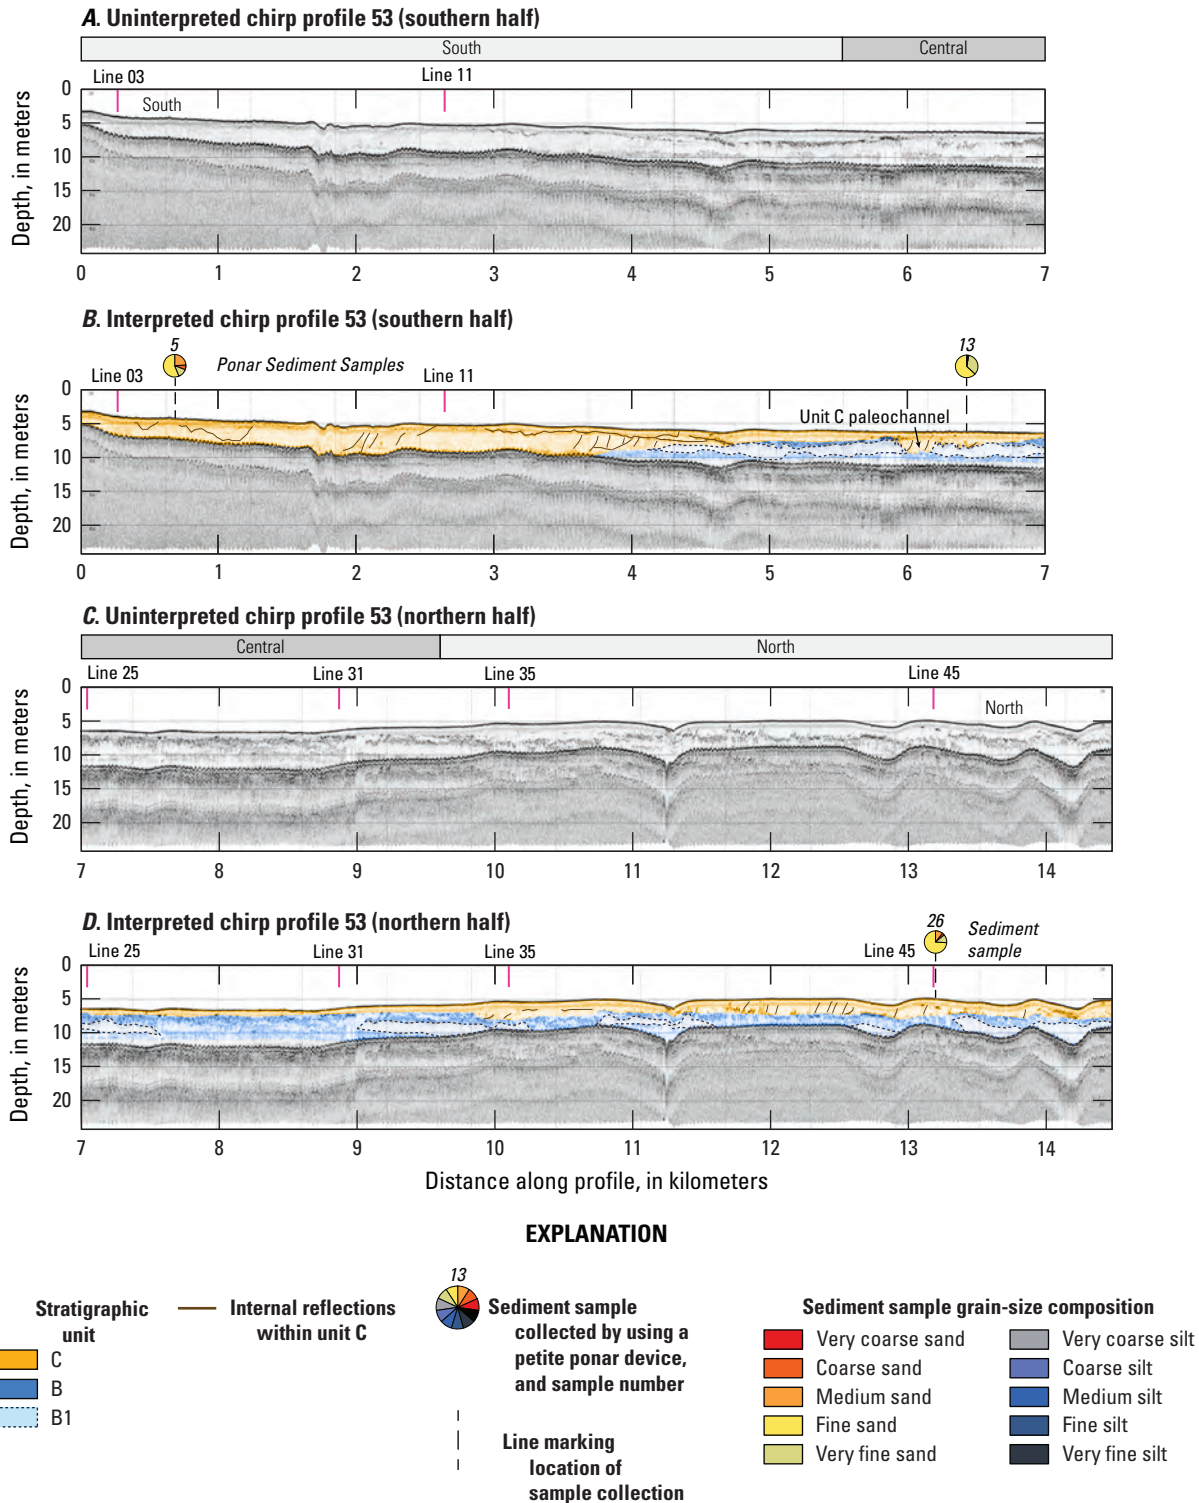 A. Uninterpreted chirp profile 53 (southern half)
South
Central
Line 03
Line 11
South
Depth, in meters
0
5
10
15
20
0
1
2
3
4
5
6
7
B. Interpreted chirp profile 53 (southern half)
5
Ponar Sediment Samples
13
Line 03
Line 11
Unit C paleochannel
Depth, in meters
0
5
10
15
20
0
1
2
3
4
5
6
7
C. Uninterpreted chirp profile 53 (northern half)
Central
North
Line 25
Line 31
Line 35
Line 45
North
Depth, in meters
0
5
10
15
20
7
8
9
10
11
12
13
14
D. Interpreted chirp profile 53 (northern half)
26
Sediment
sample
Line 25
Line 31
Line 35
Line 45
Depth, in meters
0
5
10
15
20
7
8
9
10
11
12
13
14
Distance along profile, in kilometers
EXPLANATION
Stratigraphic
unit
C
B
B1
Internal reflections
within unit C
13
Sediment sample
collected by using a
petite ponar device,
and sample number
Line marking
location of
sample collection
Sediment sample grain-size composition
Very coarse sand
Coarse sand
Medium sand
Fine sand
Very fine sand
Very coarse silt
Coarse silt
Medium silt
Fine silt
Very fine silt